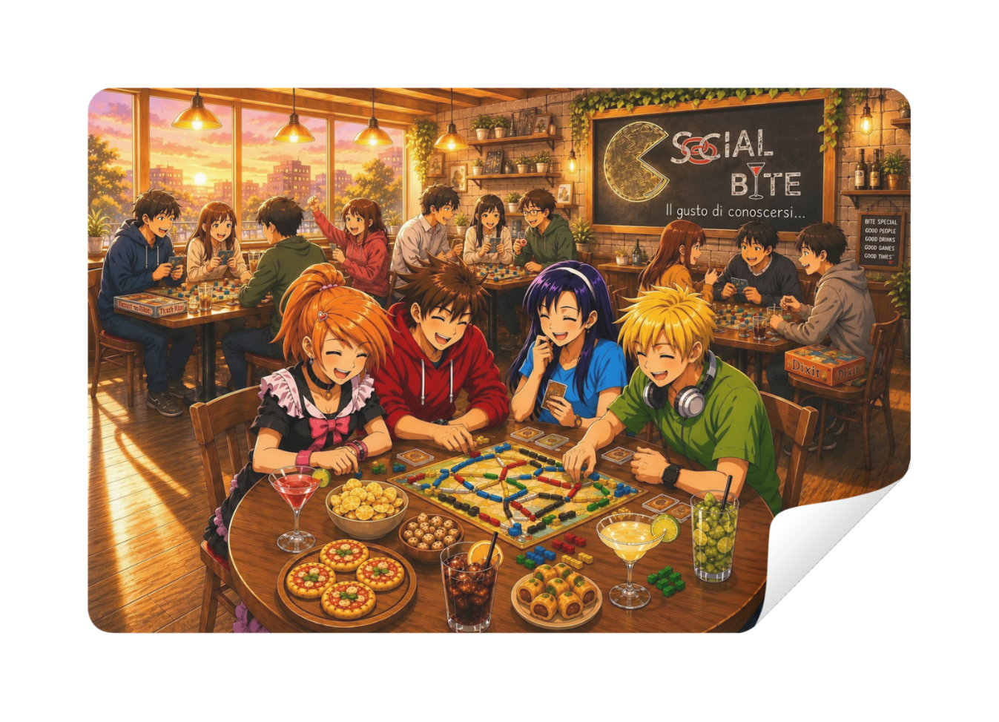 SOCIAL
BITE
Il gusto di conoscersi...
BITE SPECIAL
GOOD PEOPLE
GOOD DRINKS
GOOD GAMES
GOOD TIMES"
Dixit
Dixit